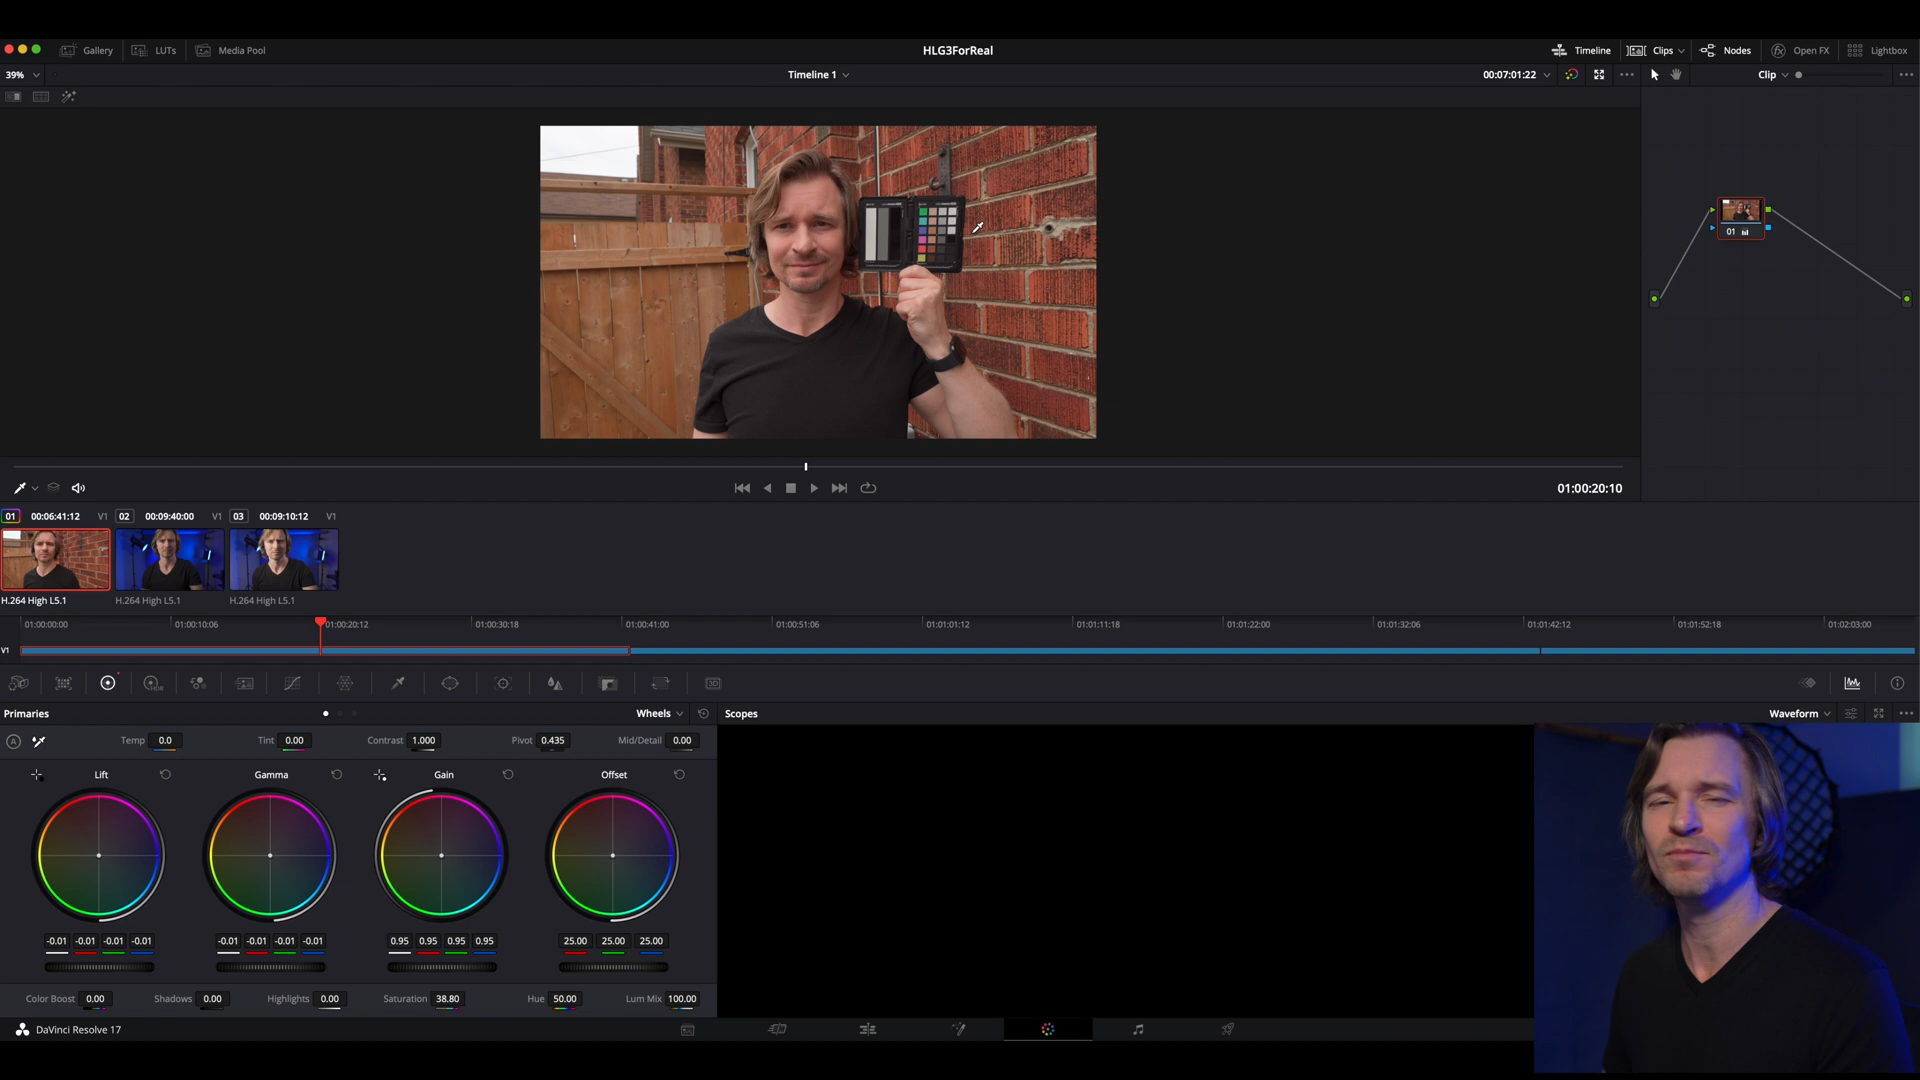 Gallery LUTs Media Pool HLG3ForReal Timeline Clips Nodes Open FX Lightbox
39% Timeline 1 00:07:01:22 Clip
01
01:00:20:10
01 00:06:41:12 V1 02 00:09:40:00 V1 03 00:09:10:12 V1
H.264 High L5.1 H.264 High L5.1 H.264 High L5.1
01:00:00:00 01:00:10:06 01:00:20:12 01:00:30:18 01:00:41:00 01:00:51:06 01:01:01:12 01:01:11:18 01:01:22:00 01:01:32:06 01:01:42:12 01:01:52:18 01:02:03:00
V1
HDR 3D
Primaries Wheels Scopes Waveform
A Temp 0.0 Tint 0.00 Contrast 1.000 Pivot 0.435 Mid/Detail 0.00
Lift Gamma Gain Offset
-0.01 -0.01 -0.01 -0.01 -0.01 -0.01 -0.01 -0.01 0.95 0.95 0.95 0.95 25.00 25.00 25.00
Color Boost 0.00 Shadows 0.00 Highlights 0.00 Saturation 38.80 Hue 50.00 Lum Mix 100.00
DaVinci Resolve 17